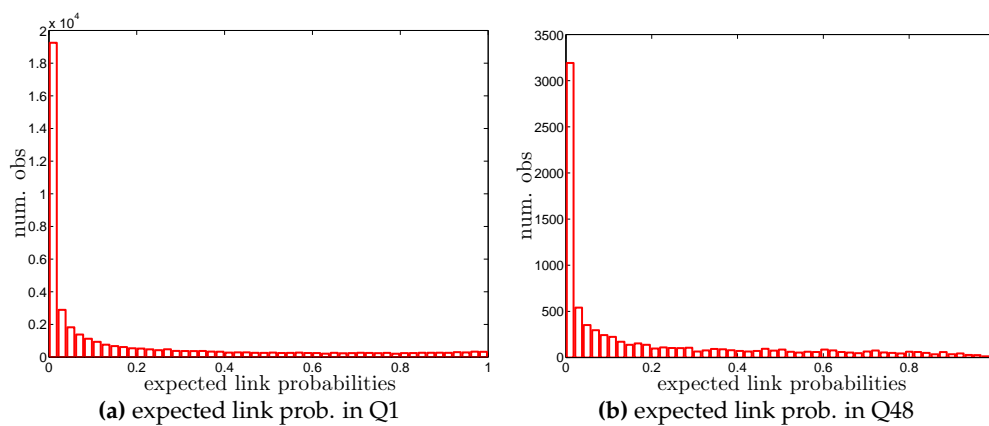 × 10⁴
2
1.8
1.6
1.4
1.2
1
0.8
0.6
0.4
0.2
0
num. obs
0 0.2 0.4 0.6 0.8 1
expected link probabilities
(a) expected link prob. in Q1
3500
3000
2500
2000
1500
1000
500
0
num. obs
0 0.2 0.4 0.6 0.8
expected link probabilities
(b) expected link prob. in Q48